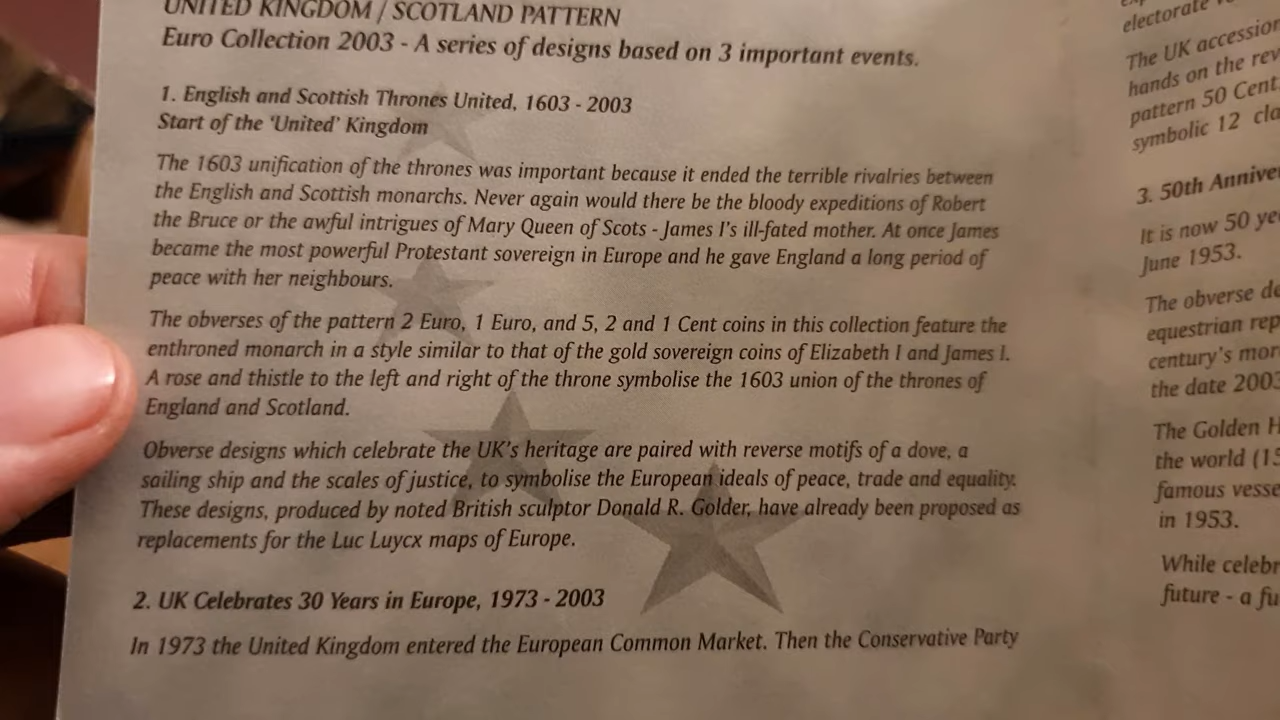 UNITED KINGDOM / SCOTLAND PATTERN
Euro Collection 2003 - A series of designs based on 3 important events.
1. English and Scottish Thrones United, 1603 - 2003
Start of the 'United' Kingdom
The 1603 unification of the thrones was important because it ended the terrible rivalries between
the English and Scottish monarchs. Never again would there be the bloody expeditions of Robert
the Bruce or the awful intrigues of Mary Queen of Scots - James I's ill-fated mother. At once James
became the most powerful Protestant sovereign in Europe and he gave England a long period of
peace with her neighbours.
The obverses of the pattern 2 Euro, 1 Euro, and 5, 2 and 1 Cent coins in this collection feature the
enthroned monarch in a style similar to that of the gold sovereign coins of Elizabeth I and James I.
A rose and thistle to the left and right of the throne symbolise the 1603 union of the thrones of
England and Scotland.
Obverse designs which celebrate the UK's heritage are paired with reverse motifs of a dove, a
sailing ship and the scales of justice, to symbolise the European ideals of peace, trade and equality.
These designs, produced by noted British sculptor Donald R. Golder, have already been proposed as
replacements for the Luc Luycx maps of Europe.
2. UK Celebrates 30 Years in Europe, 1973 - 2003
In 1973 the United Kingdom entered the European Common Market. Then the Conservative Party
electorate
The UK accession
hands on the rev
pattern 50 Cent
symbolic 12 cla
3. 50th Annive
It is now 50 ye
June 1953.
The obverse de
equestrian rep
century's mor
the date 2003
The Golden H
the world (15
famous vesse
in 1953.
While celebr
future - a fu